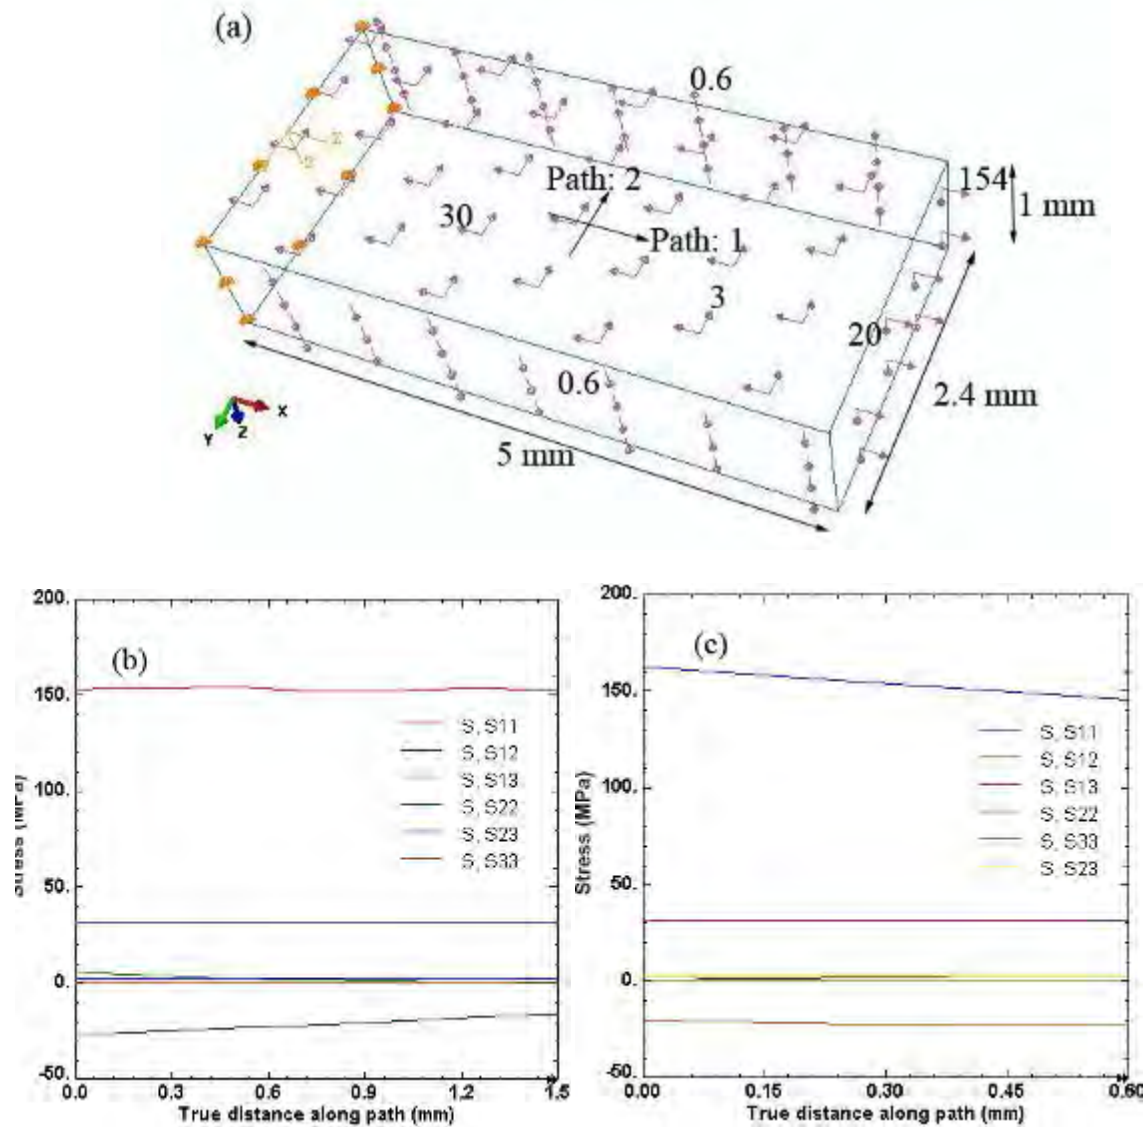 (a)
0.6
154
1 mm
Path: 2
30
Path: 1
3
20
0.6
2.4 mm
5 mm
X
Y
Z
2
2
(b)
200.
150.
100.
50.
0.
-50.
0.0 0.3 0.6 0.9 1.2 1.5
Stress (MPa)
True distance along path (mm)
S, S11
S, S12
S, S13
S, S22
S, S23
S, S33
(c)
200.
150.
100.
50.
0.
-50.
0.00 0.15 0.30 0.45 0.60
Stress (MPa)
True distance along path (mm)
S, S11
S, S12
S, S13
S, S22
S, S33
S, S23